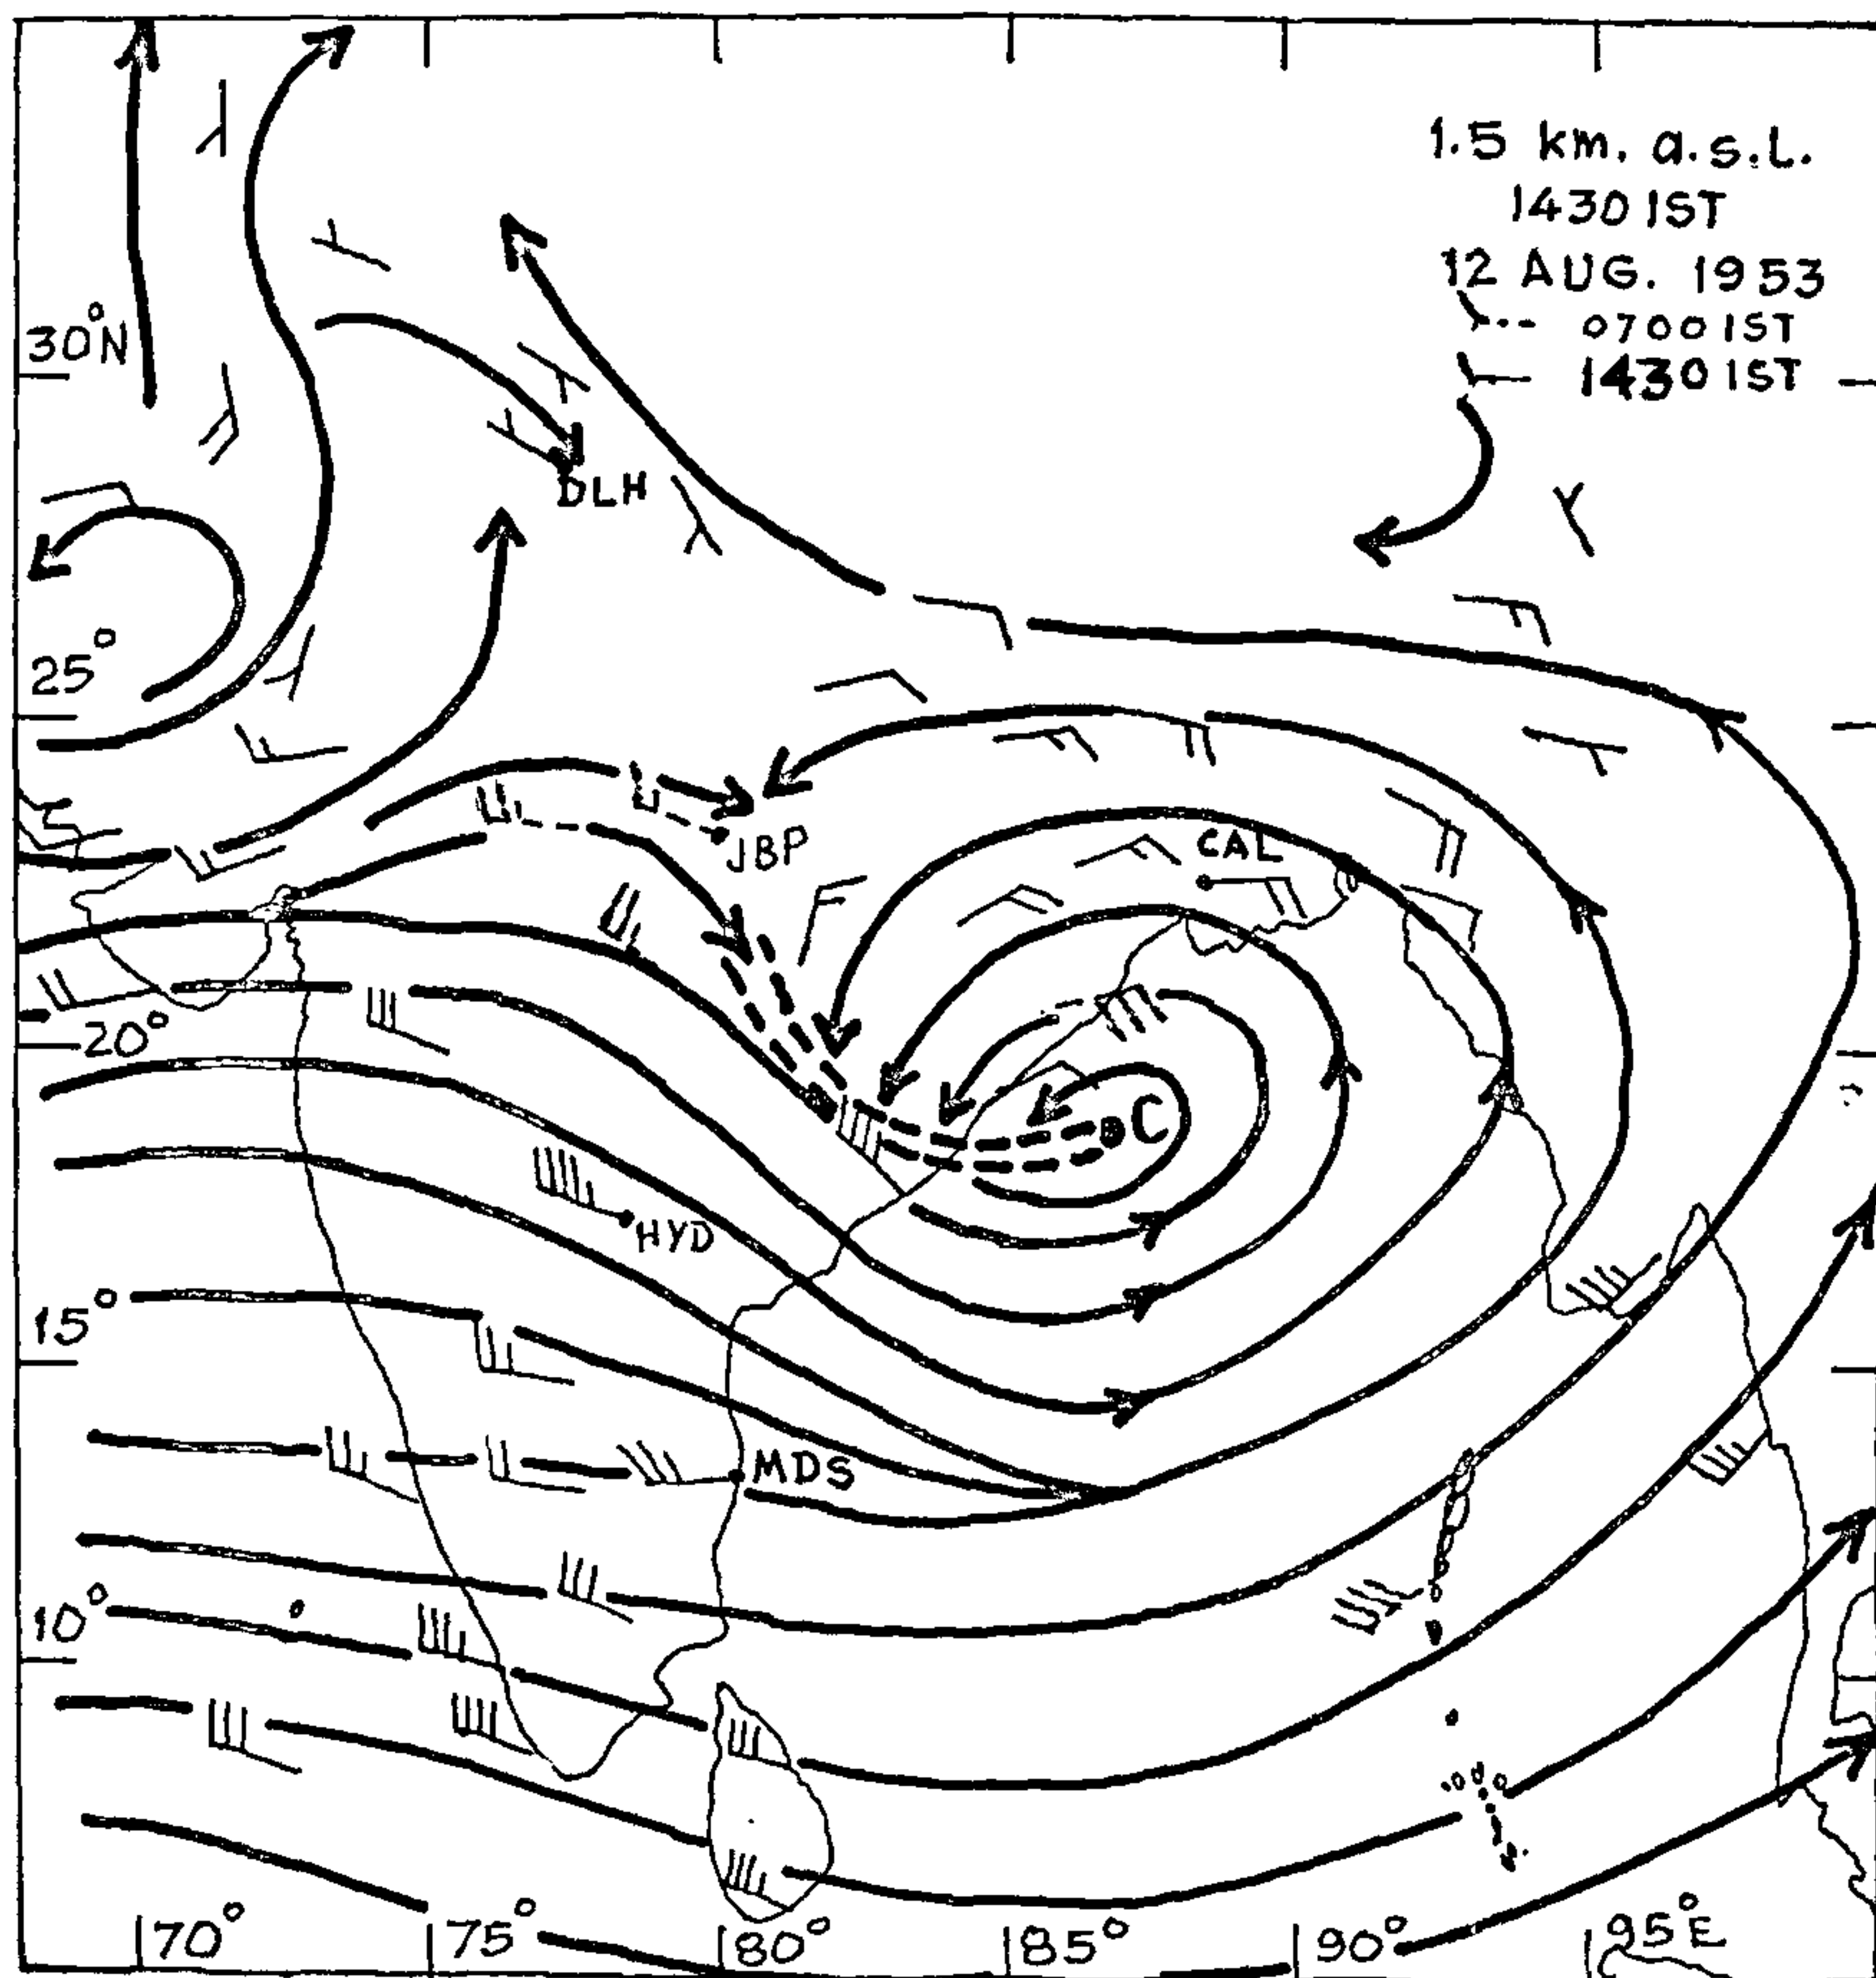 1.5 km. a.s.l.
1430 IST
12 AUG. 1953
0700 IST
1430 IST
30°N
DLH
25°
JBP
CAL
20°
C
HYD
15°
MDS
10°
70° 75° 80° 85° 90° 95°E